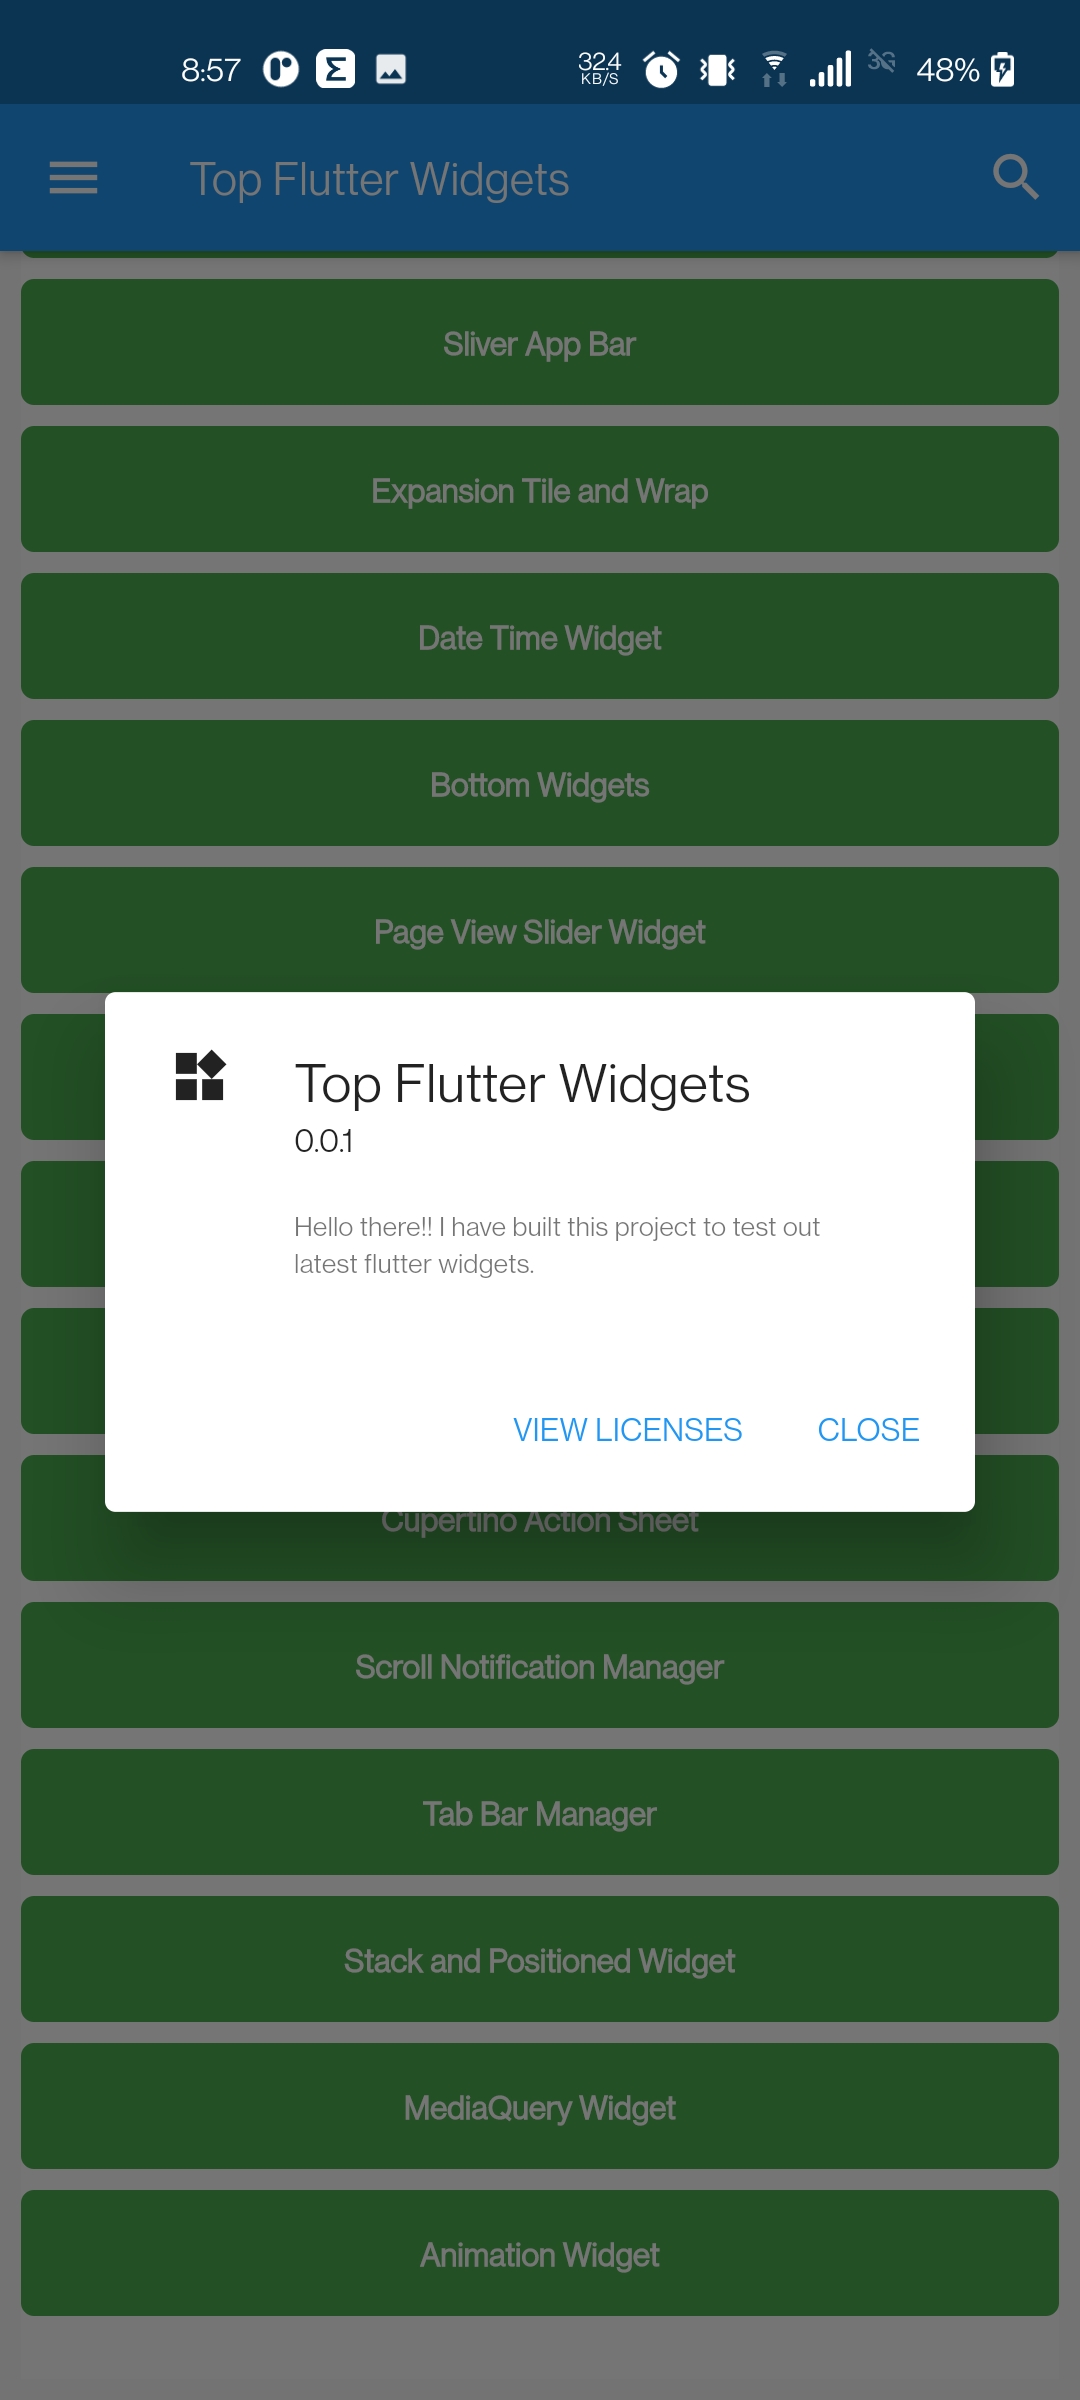 8:57
32.4
KB/S
3G
48%
Top Flutter Widgets
Sliver App Bar
Expansion Tile and Wrap
Date Time Widget
Bottom Widgets
Page View Slider Widget
Top Flutter Widgets
0.0.1
Hello there!! I have built this project to test out
latest flutter widgets.
VIEW LICENSES
CLOSE
Cupertino Action Sheet
Scroll Notification Manager
Tab Bar Manager
Stack and Positioned Widget
MediaQuery Widget
Animation Widget